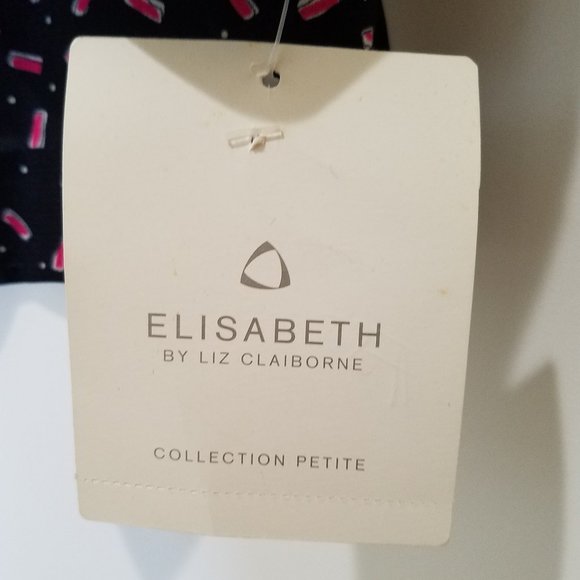 ELISABETH
BY LIZ CLAIBORNE
COLLECTION PETITE